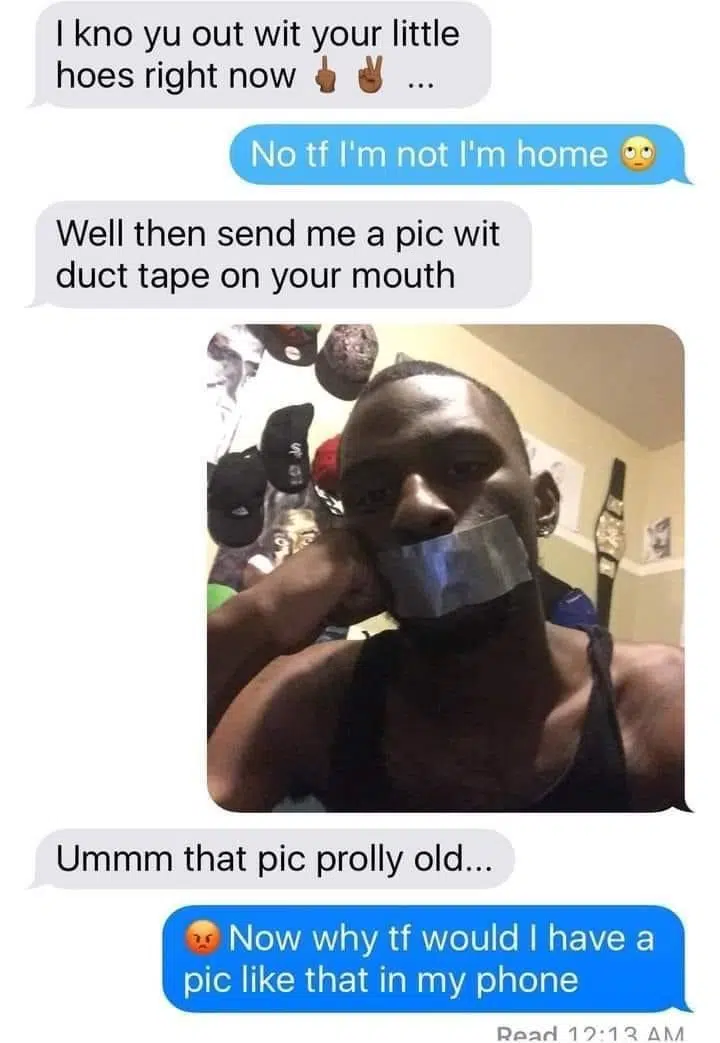 I kno yu out wit your little
hoes right now 🖕🏾 ✌🏾 ...
No tf I'm not I'm home 🙄
Well then send me a pic wit
duct tape on your mouth
Ummm that pic prolly old...
😡 Now why tf would I have a
pic like that in my phone
Read 12:13 AM